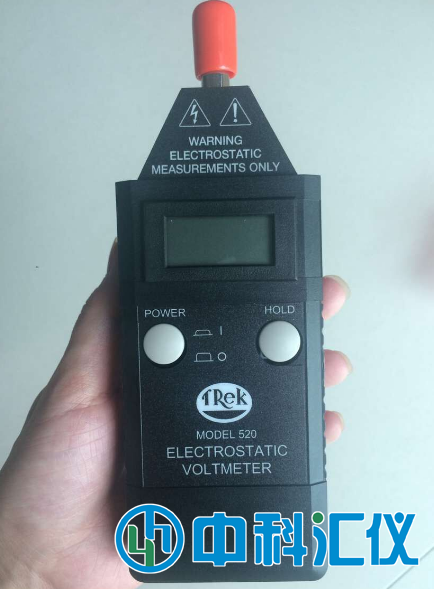 WARNING
ELECTROSTATIC
MEASUREMENTS ONLY
POWER
HOLD
I
O
TREK
MODEL 520
ELECTROSTATIC
VOLTMETER
中科汇仪